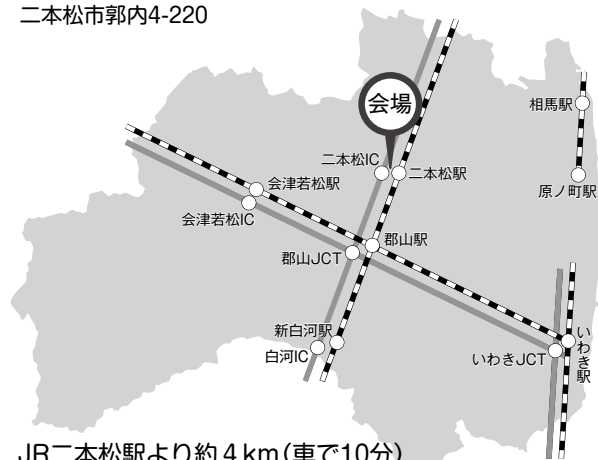 二本松市郭内4-220
会場
相馬駅
二本松IC
二本松駅
会津若松駅
原ノ町駅
会津若松IC
郡山駅
郡山JCT
新白河駅
白河IC
いわき駅
いわきJCT
JR二本松駅より約4km（車で10分）